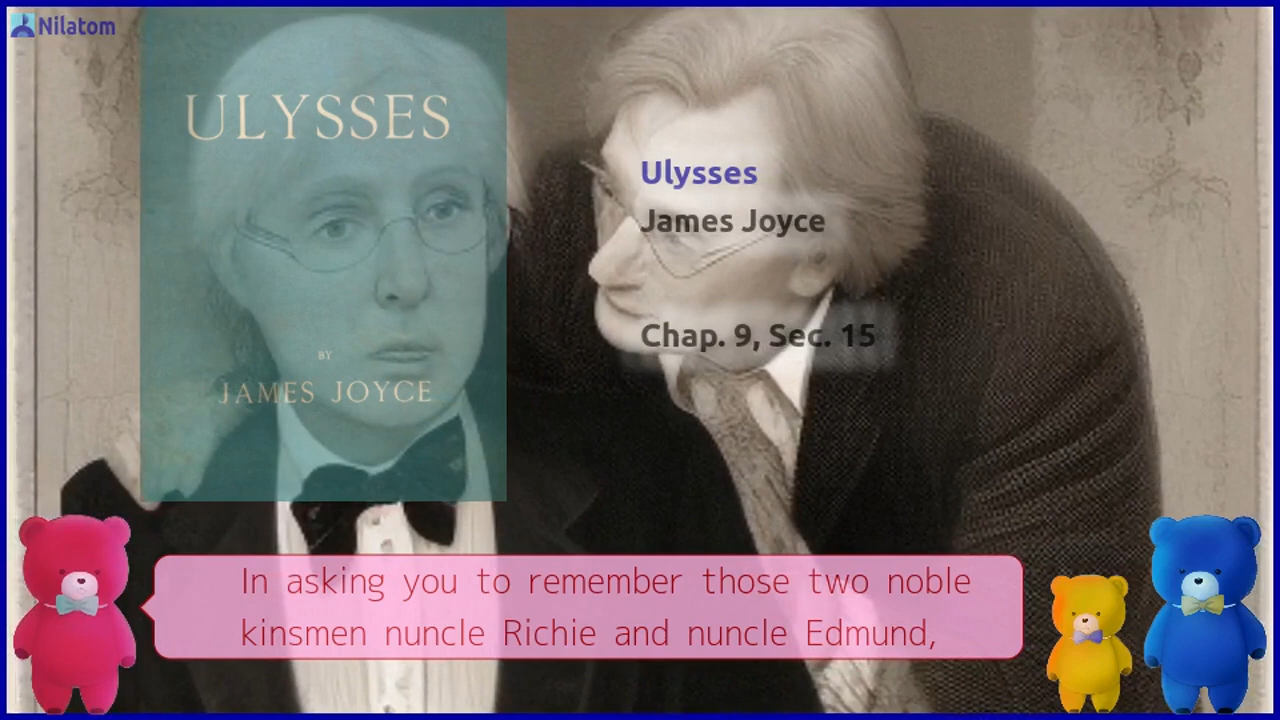 Nilatom
ULYSSES
BY
JAMES JOYCE
Ulysses
James Joyce
Chap. 9, Sec. 15
In asking you to remember those two noble
kinsmen nuncle Richie and nuncle Edmund,